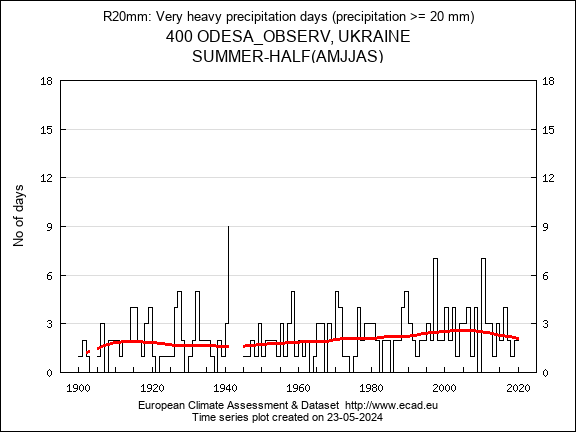 R20mm: Very heavy precipitation days (precipitation >= 20 mm)
400 ODESA_OBSERV, UKRAINE
SUMMER-HALF(AMJJAS)
18 18
15 15
12 12
9 9
6 6
3 3
0 0
No of days
1900 1920 1940 1960 1980 2000 2020
European Climate Assessment & Dataset http://www.ecad.eu
Time series plot created on 23-05-2024